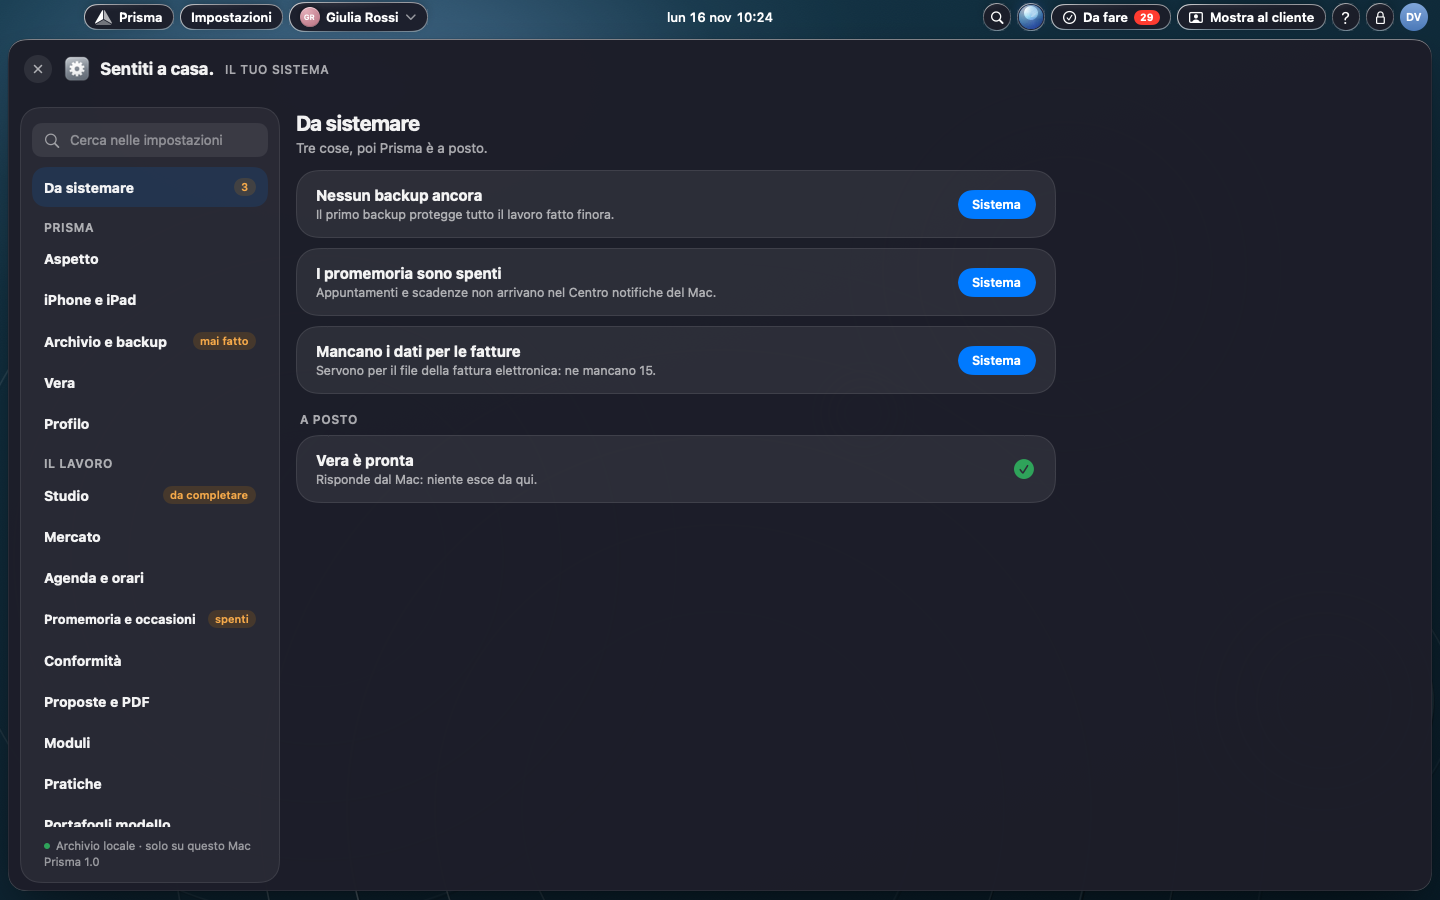 Prisma
Impostazioni
GR Giulia Rossi
lun 16 nov 10:24
Da fare 29
Mostra al cliente
?
DV
Sentiti a casa. IL TUO SISTEMA
Cerca nelle impostazioni
Da sistemare 3
PRISMA
Aspetto
iPhone e iPad
Archivio e backup mai fatto
Vera
Profilo
IL LAVORO
Studio da completare
Mercato
Agenda e orari
Promemoria e occasioni spenti
Conformità
Proposte e PDF
Moduli
Pratiche
Portafogli modello
Archivio locale · solo su questo Mac
Prisma 1.0
Da sistemare
Tre cose, poi Prisma è a posto.
Nessun backup ancora
Il primo backup protegge tutto il lavoro fatto finora.
Sistema
I promemoria sono spenti
Appuntamenti e scadenze non arrivano nel Centro notifiche del Mac.
Sistema
Mancano i dati per le fatture
Servono per il file della fattura elettronica: ne mancano 15.
Sistema
A POSTO
Vera è pronta
Risponde dal Mac: niente esce da qui.